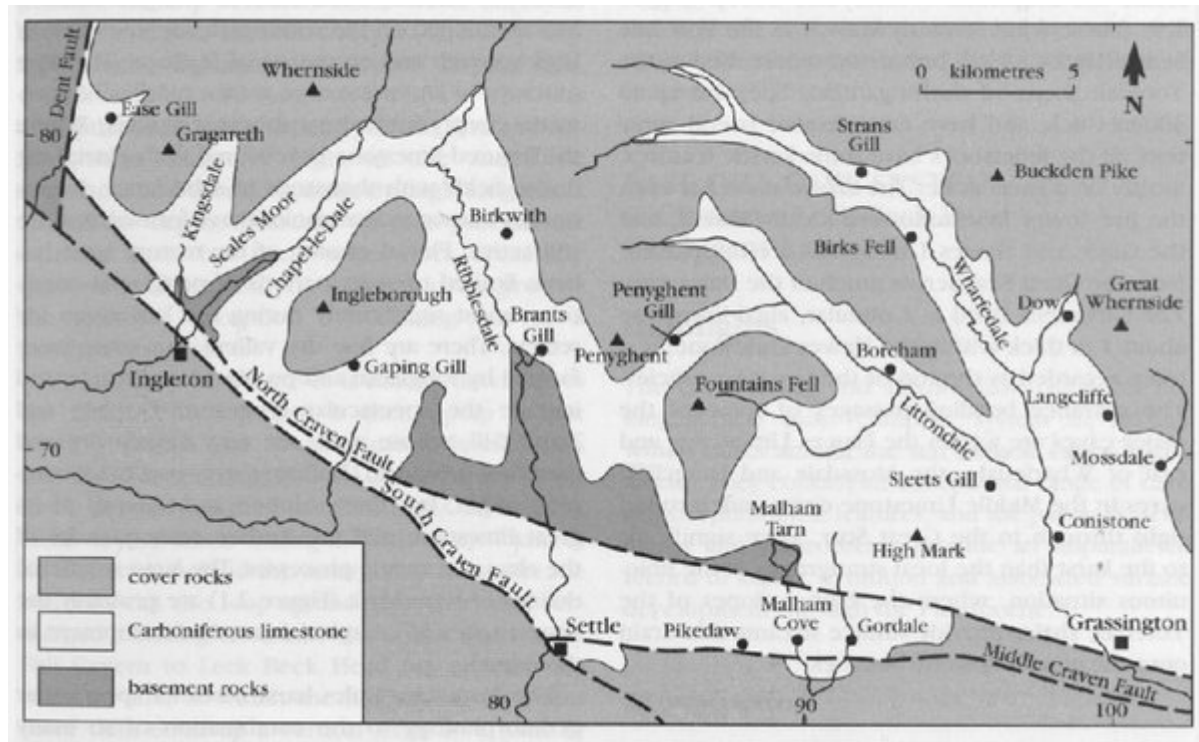 Dent Fault
80
Ease Gill
Gragareth
Whernside
Kingsdale
Scales Moor
Chapel-le-Dale
Ingleborough
Ingleton
Gaping Gill
Birkwith
Ribblesdale
Brants
Gill
0 kilometres 5
N
Strans
Gill
Buckden Pike
Birks Fell
Wharfedale
Penyghent
Gill
Penyghent
Dow
Great
Whernside
Boreham
Fountains Fell
Langcliffe
Littondale
Mossdale
Sleets Gill
70
North Craven Fault
South Craven Fault
Malham
Tarn
High Mark
Conistone
cover rocks
Carboniferous limestone
basement rocks
Settle
Pikedaw
Malham
Cove
Gordale
Grassington
Middle Craven Fault
80
90
100